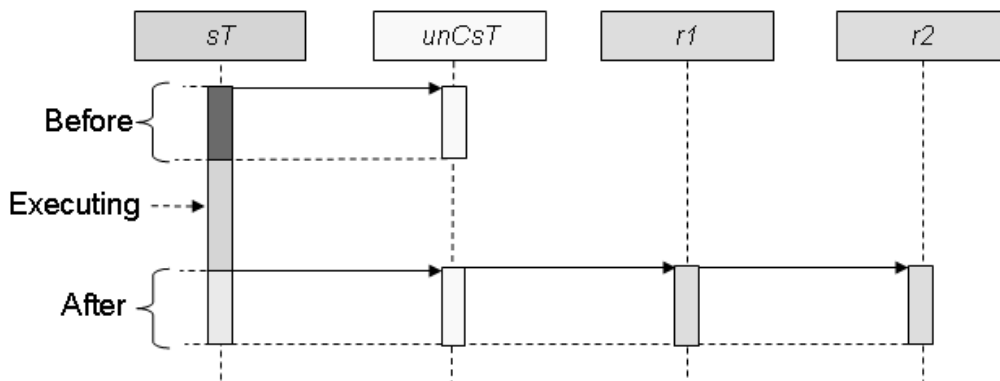 sT
unCsT
r1
r2
Before
Executing
After